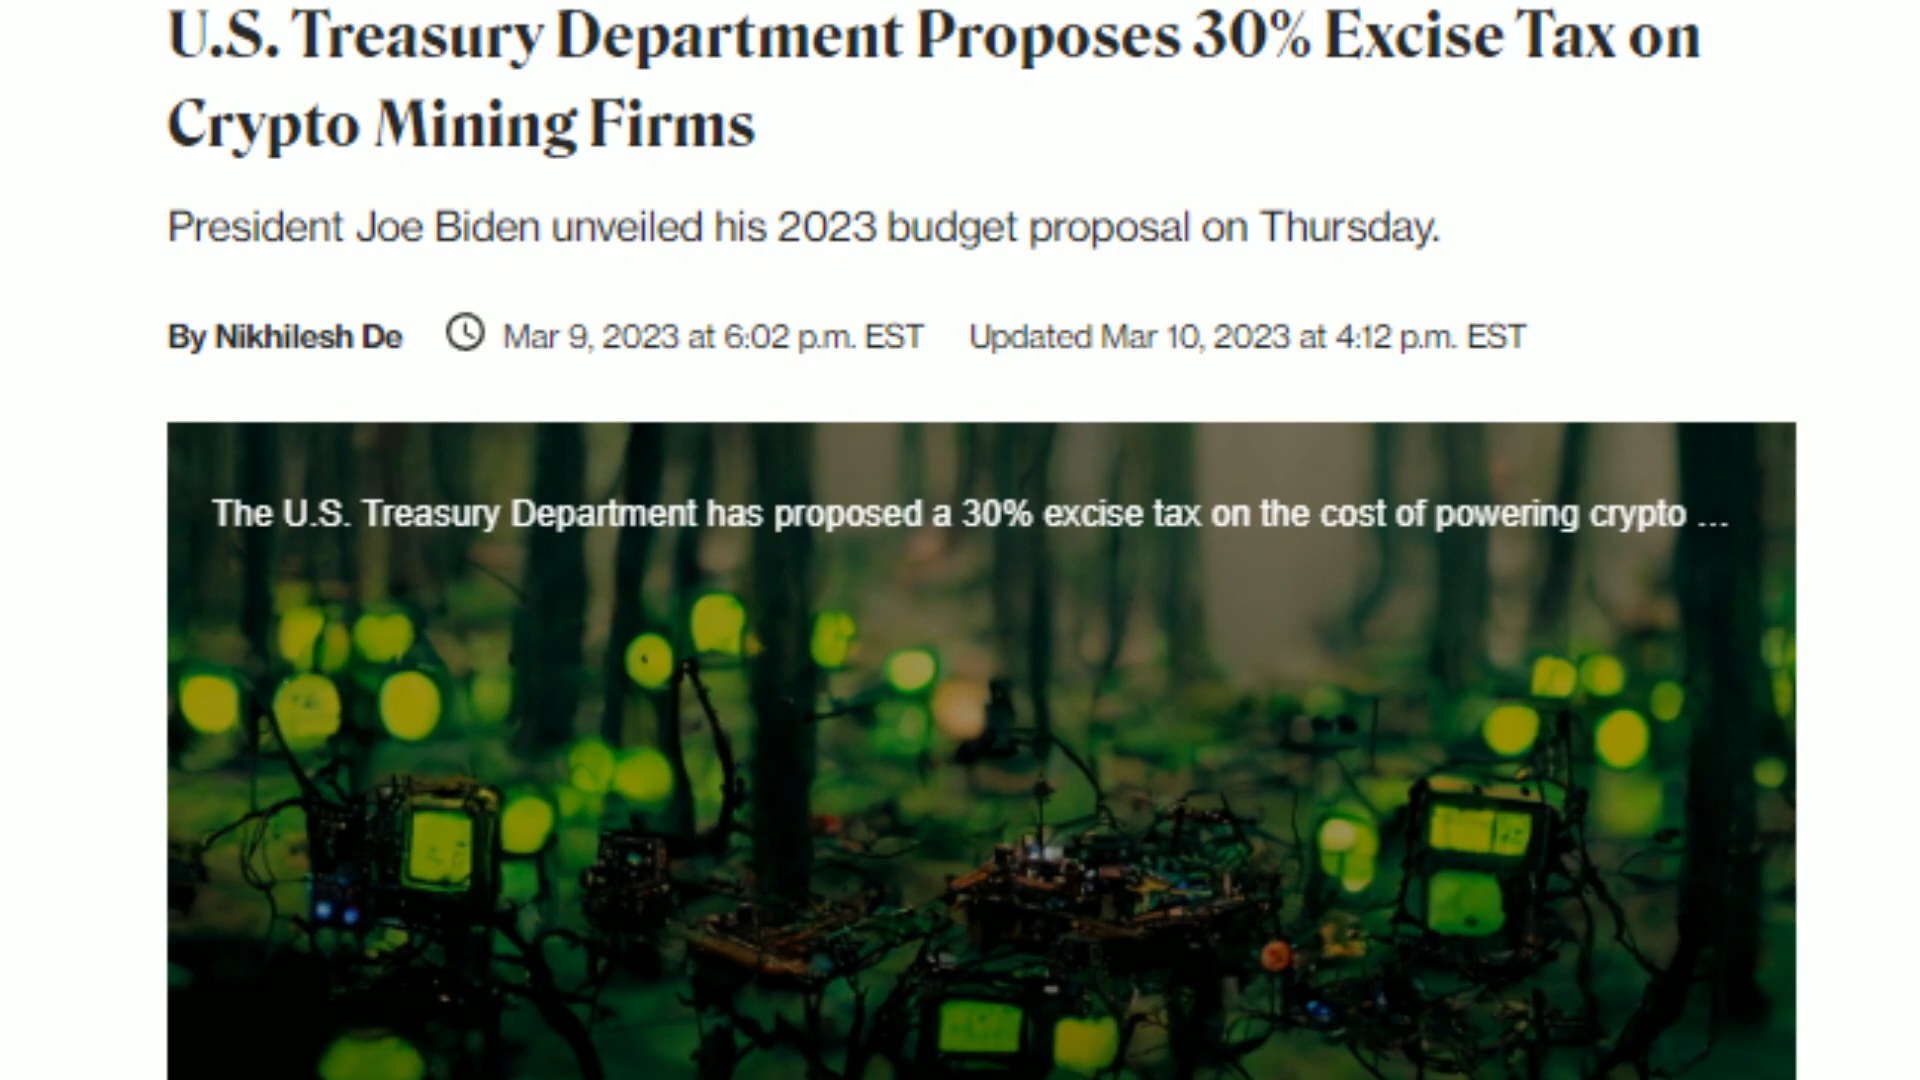 U.S. Treasury Department Proposes 30% Excise Tax on
Crypto Mining Firms
President Joe Biden unveiled his 2023 budget proposal on Thursday.
By Nikhilesh De Mar 9, 2023 at 6:02 p.m. EST Updated Mar 10, 2023 at 4:12 p.m. EST
The U.S. Treasury Department has proposed a 30% excise tax on the cost of powering crypto ...